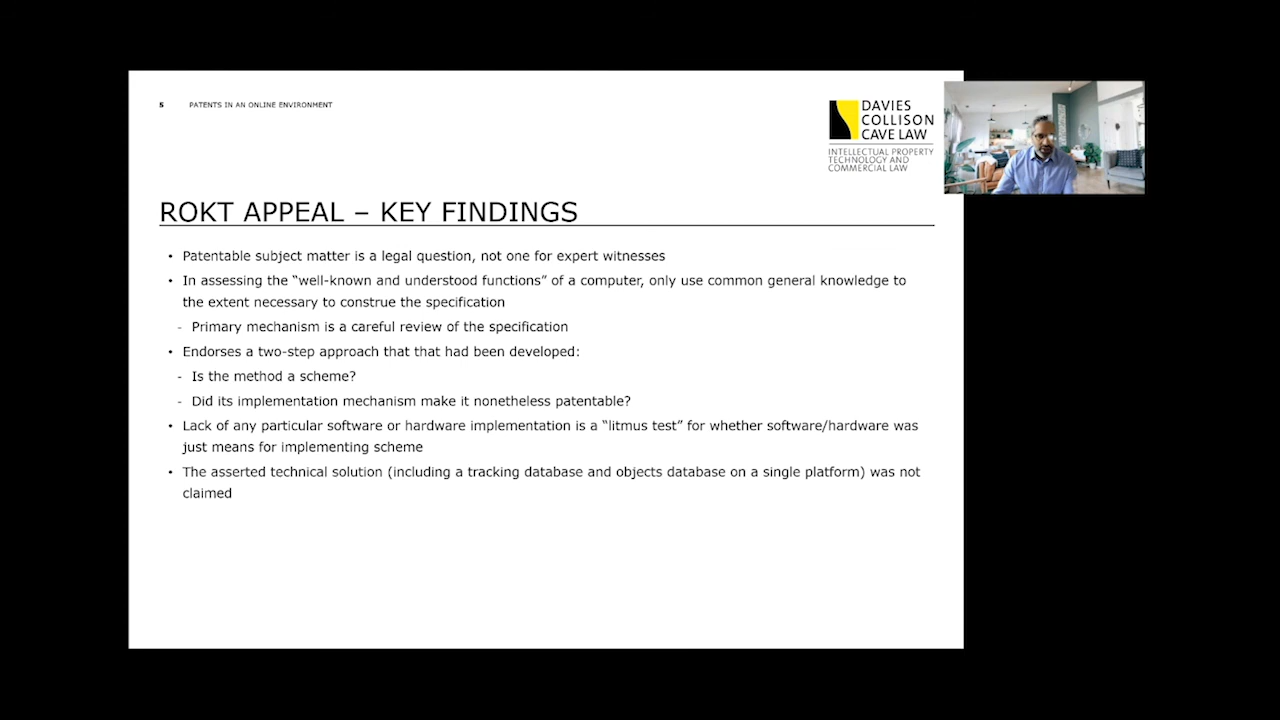 5 PATENTS IN AN ONLINE ENVIRONMENT
DAVIES
COLLISION
CAVE LAW
INTELLECTUAL PROPERTY
TECHNOLOGY AND
COMMERCIAL LAW
ROKT APPEAL – KEY FINDINGS
• Patentable subject matter is a legal question, not one for expert witnesses
• In assessing the “well-known and understood functions” of a computer, only use common general knowledge to
the extent necessary to construe the specification
- Primary mechanism is a careful review of the specification
• Endorses a two-step approach that that had been developed:
- Is the method a scheme?
- Did its implementation mechanism make it nonetheless patentable?
• Lack of any particular software or hardware implementation is a “litmus test” for whether software/hardware was
just means for implementing scheme
• The asserted technical solution (including a tracking database and objects database on a single platform) was not
claimed